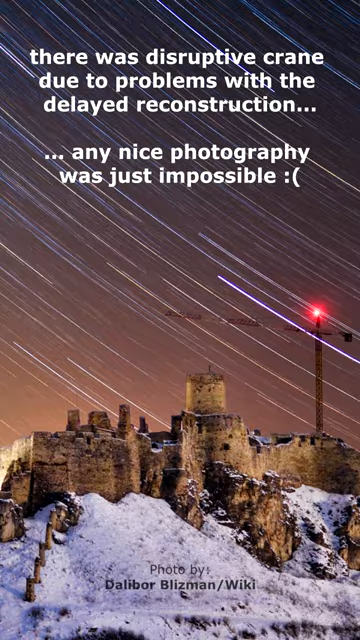 there was disruptive crane
due to problems with the
delayed reconstruction...
... any nice photography
was just impossible :(
Photo by:
Dalibor Blizman/Wiki